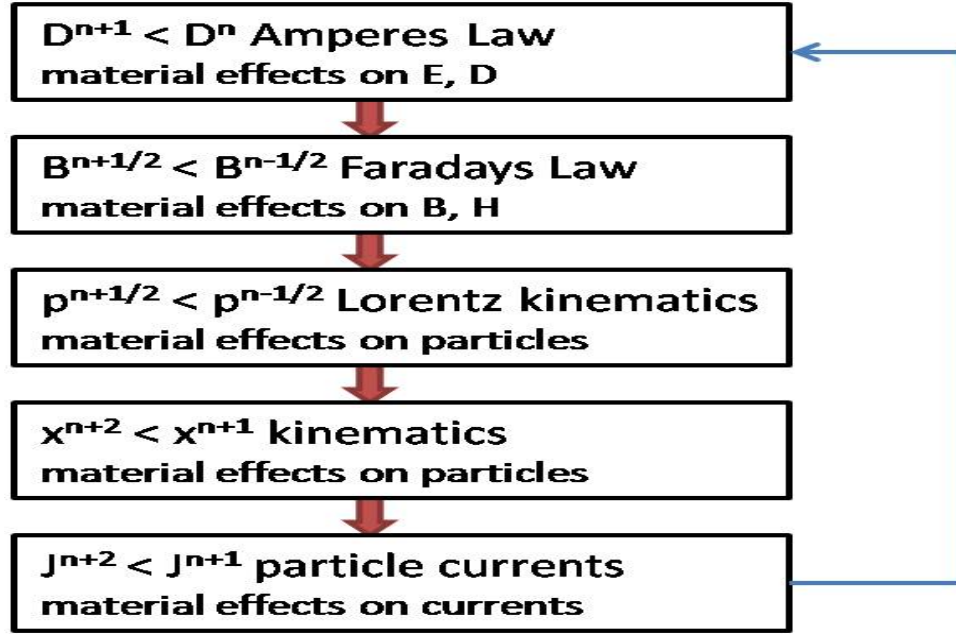 Dⁿ⁺¹ < Dⁿ Amperes Law
material effects on E, D
Bⁿ⁺¹/² < Bⁿ⁻¹/² Faradays Law
material effects on B, H
pⁿ⁺¹/² < pⁿ⁻¹/² Lorentz kinematics
material effects on particles
xⁿ⁺² < xⁿ⁺¹ kinematics
material effects on particles
Jⁿ⁺² < Jⁿ⁺¹ particle currents
material effects on currents